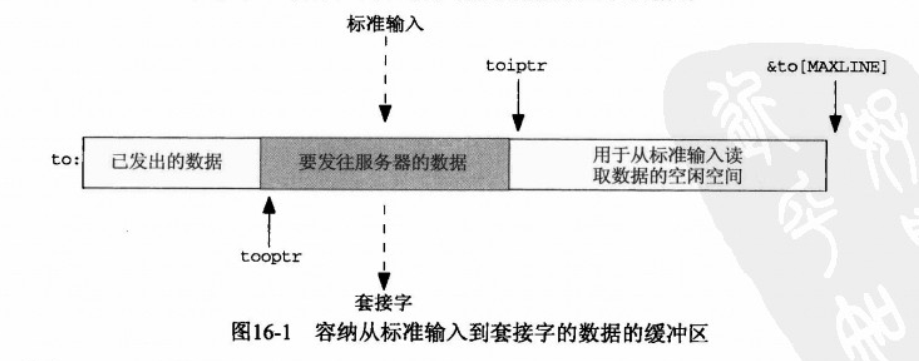 标准输入
toiptr
&to[MAXLINE]
to:
已发出的数据
要发往服务器的数据
用于从标准输入读
取数据的空闲空间
tooptr
套接字
图16-1 容纳从标准输入到套接字的数据的缓冲区